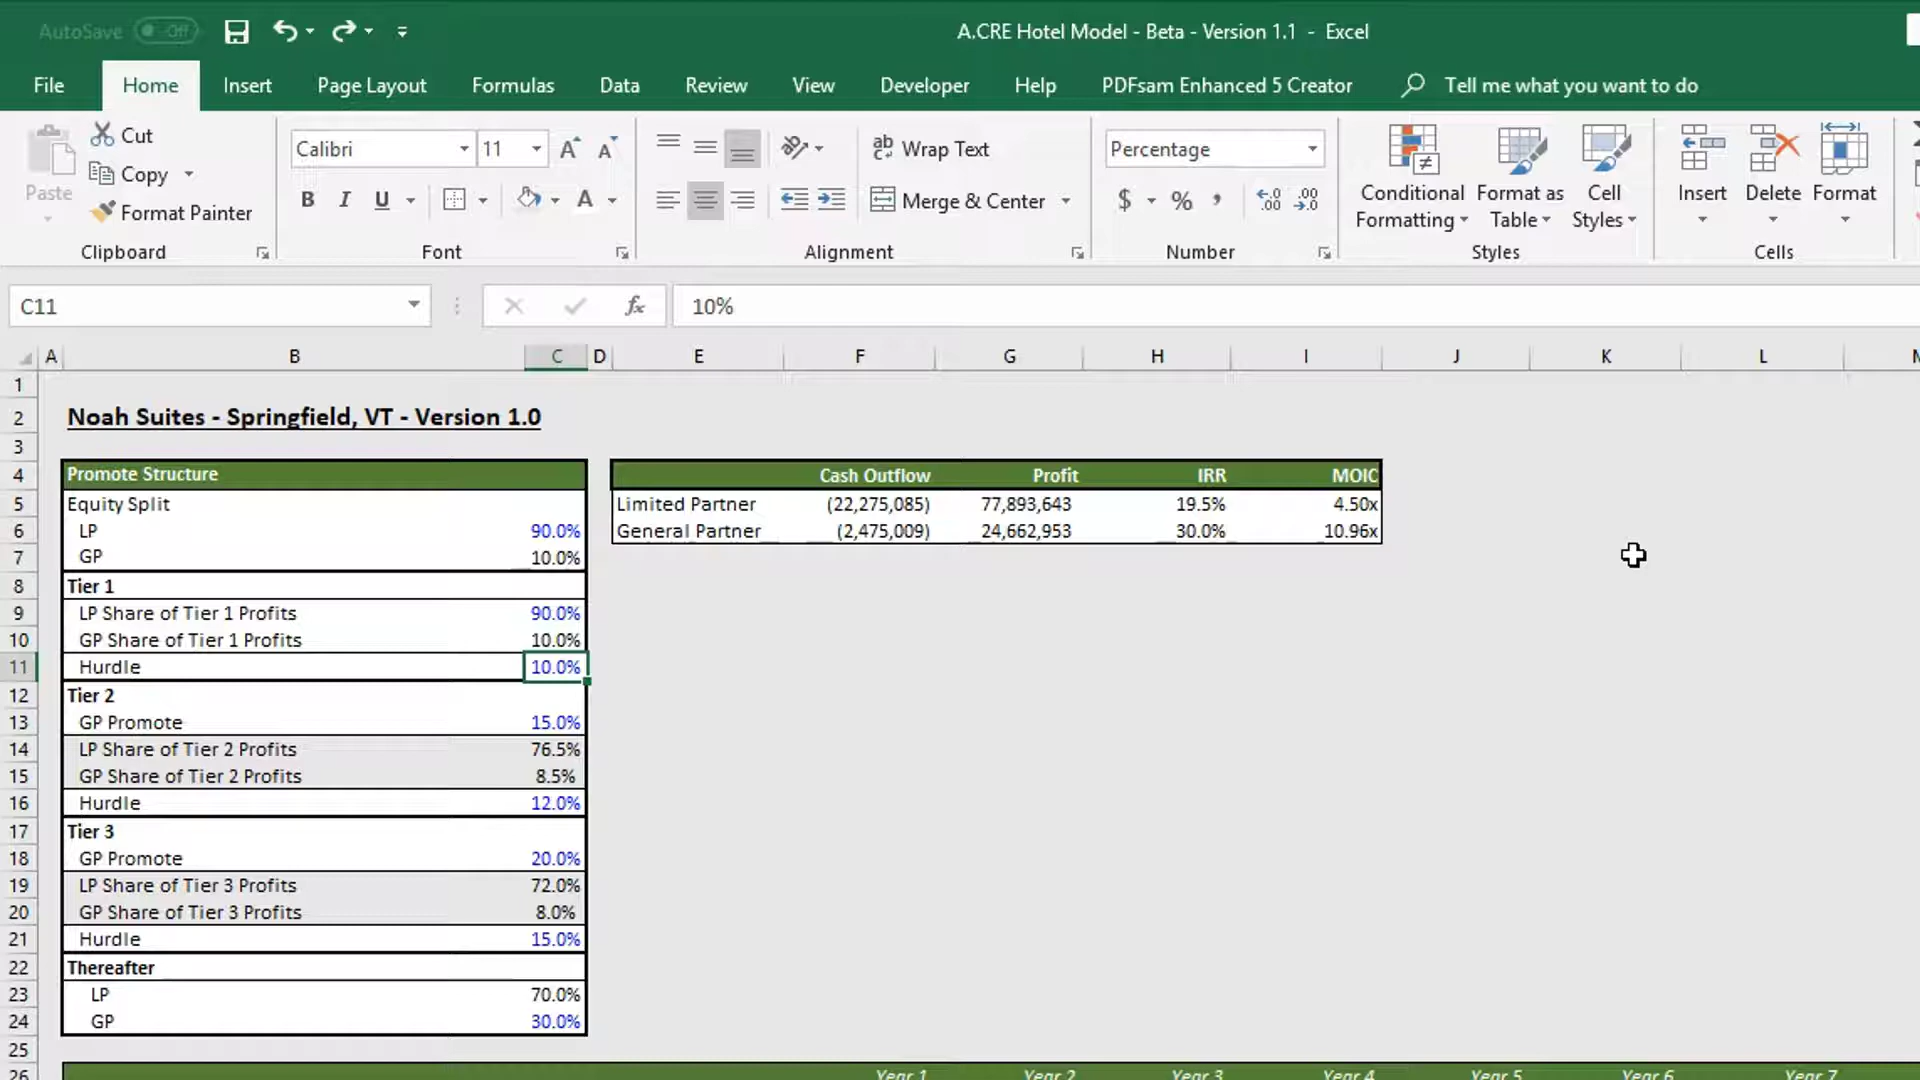 AutoSave Off A.CRE Hotel Model - Beta - Version 1.1 - Excel
File Home Insert Page Layout Formulas Data Review View Developer Help PDFsam Enhanced 5 Creator Tell me what you want to do
Paste
Cut
Copy
Format Painter
Clipboard
Calibri 11
B I U
Font
Wrap Text
Merge & Center
Alignment
Percentage
$ % ,
Number
Conditional Formatting
Format as Table
Cell Styles
Styles
Insert
Delete
Format
Cells
C11 fx 10%
A B C D E F G H I J K L
1
2 Noah Suites - Springfield, VT - Version 1.0
3
4 Promote Structure Cash Outflow Profit IRR MOIC
5 Equity Split Limited Partner (22,275,085) 77,893,643 19.5% 4.50x
6 LP 90.0% General Partner (2,475,009) 24,662,953 30.0% 10.96x
7 GP 10.0%
8 Tier 1
9 LP Share of Tier 1 Profits 90.0%
10 GP Share of Tier 1 Profits 10.0%
11 Hurdle 10.0%
12 Tier 2
13 GP Promote 15.0%
14 LP Share of Tier 2 Profits 76.5%
15 GP Share of Tier 2 Profits 8.5%
16 Hurdle 12.0%
17 Tier 3
18 GP Promote 20.0%
19 LP Share of Tier 3 Profits 72.0%
20 GP Share of Tier 3 Profits 8.0%
21 Hurdle 15.0%
22 Thereafter
23 LP 70.0%
24 GP 30.0%
25
26 Year 1 Year 2 Year 3 Year 4 Year 5 Year 6 Year 7